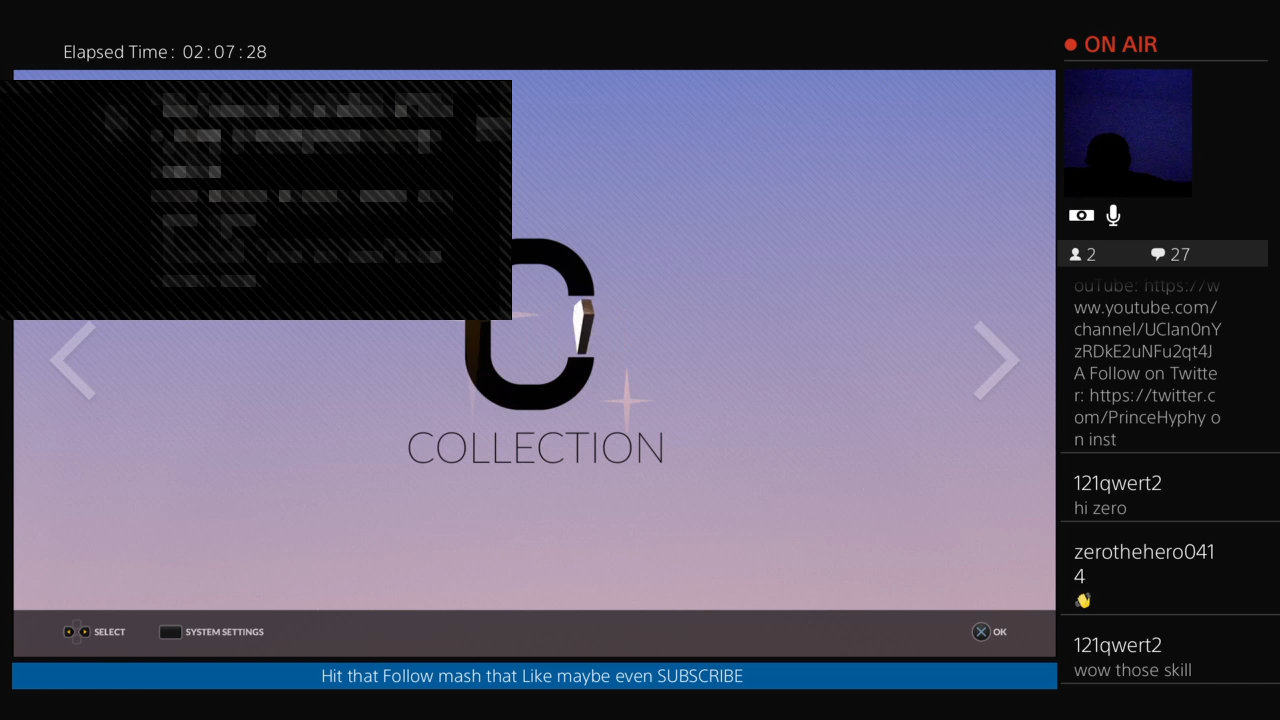 Elapsed Time: 02:07:28
ON AIR
2
27
ouTube: https://w
ww.youtube.com/
channel/UClan0nY
zRDkE2uNFu2qt4J
A Follow on Twitte
r: https://twitter.c
om/PrinceHyphy o
n inst
121qwert2
hi zero
zerothehero041
4
121qwert2
wow those skill
COLLECTION
SELECT
SYSTEM SETTINGS
OK
Hit that Follow mash that Like maybe even SUBSCRIBE